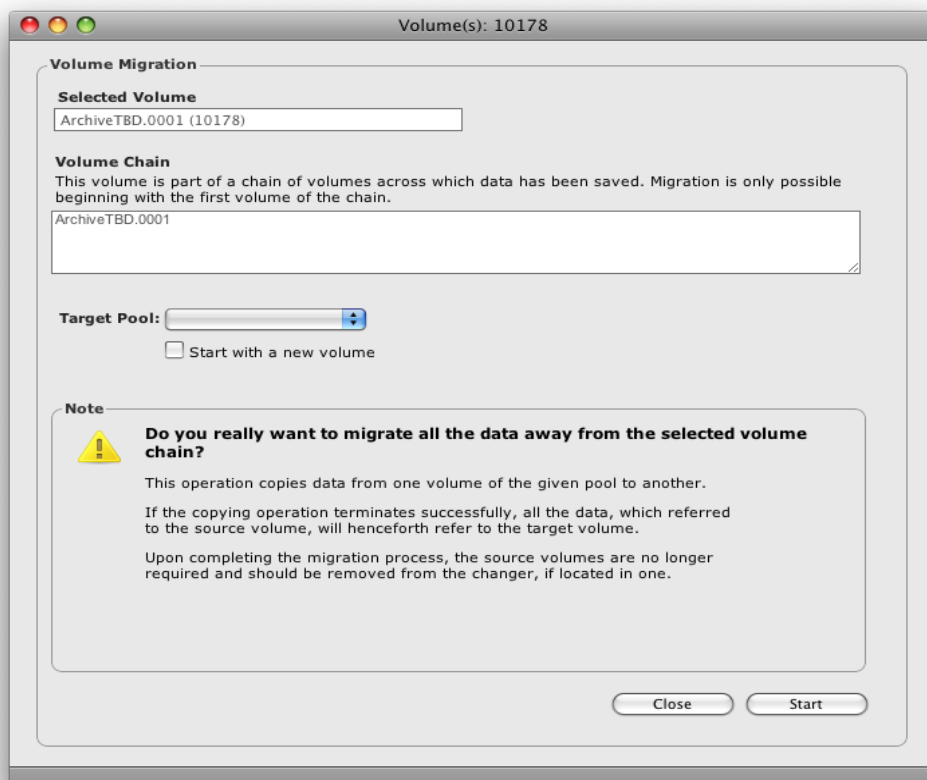 Volume(s): 10178
Volume Migration
Selected Volume
ArchiveTBD.0001 (10178)
Volume Chain
This volume is part of a chain of volumes across which data has been saved. Migration is only possible
beginning with the first volume of the chain.
ArchiveTBD.0001
Target Pool:
Start with a new volume
Note
Do you really want to migrate all the data away from the selected volume
chain?
This operation copies data from one volume of the given pool to another.
If the copying operation terminates successfully, all the data, which referred
to the source volume, will henceforth refer to the target volume.
Upon completing the migration process, the source volumes are no longer
required and should be removed from the changer, if located in one.
Close Start